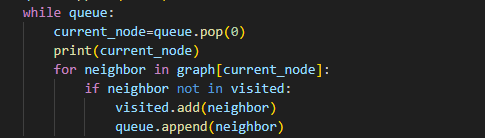 while queue:
current_node=queue.pop(0)
print(current_node)
for neighbor in graph[current_node]:
if neighbor not in visited:
visited.add(neighbor)
queue.append(neighbor)